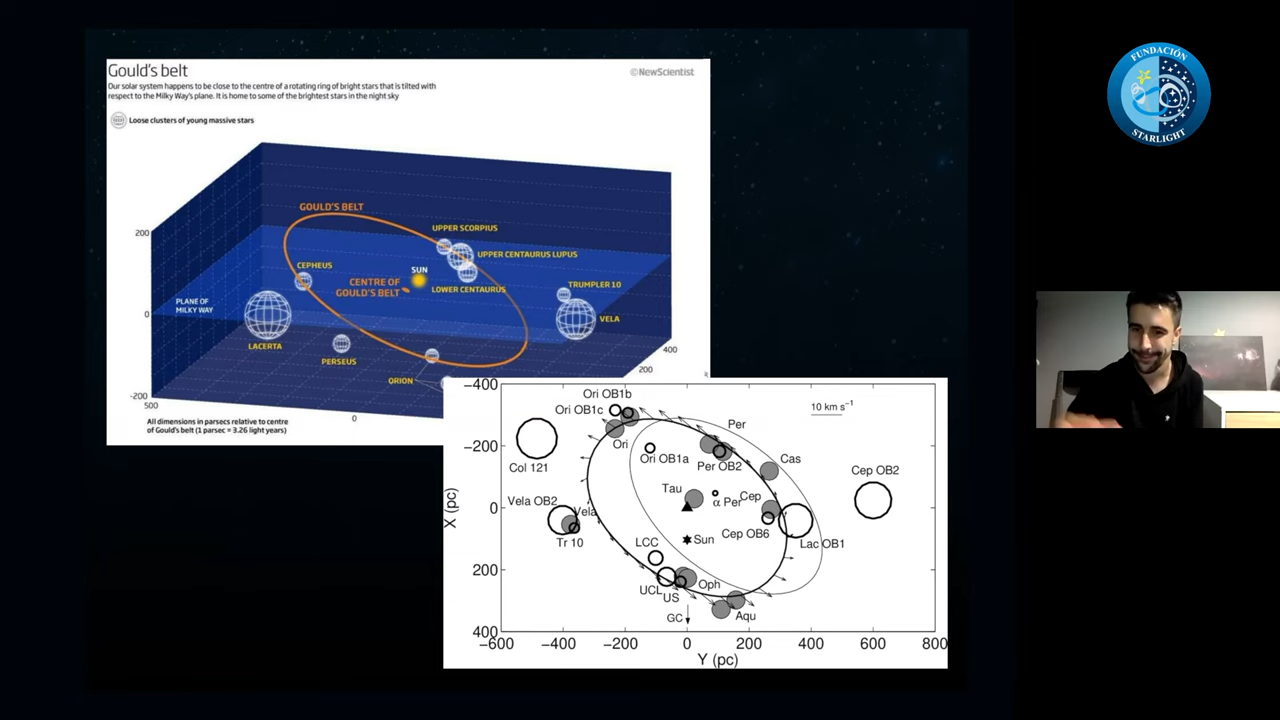 Gould's belt
©NewScientist
Our solar system happens to be close to the centre of a rotating ring of bright stars that is tilted with
respect to the Milky Way's plane. It is home to some of the brightest stars in the night sky
Loose clusters of young massive stars
GOULD'S BELT
UPPER SCORPIUS
UPPER CENTAURUS LUPUS
200
CEPHEUS
SUN
CENTRE OF
GOULD'S BELT
LOWER CENTAURUS
TRUMPLER 10
PLANE OF
MILKY WAY
0
VELA
LACERTA
PERSEUS
400
200
ORION
-200
500
0
All dimensions in parsecs relative to centre
of Gould's belt (1 parsec = 3.26 light years)
−400
Ori OB1b
Ori OB1c
10 km s⁻¹
Per
Ori
−200
Ori OB1a
Per OB2
Cas
Col 121
Cep OB2
Tau
α Per
Cep
Vela OB2
Vela
0
X (pc)
Tr 10
LCC
Sun
Cep OB6
Lac OB1
200
UCL
US
Oph
GC
Aqu
400
−600
−400
−200
0
200
400
600
800
Y (pc)
FUNDACIÓN
STARLIGHT